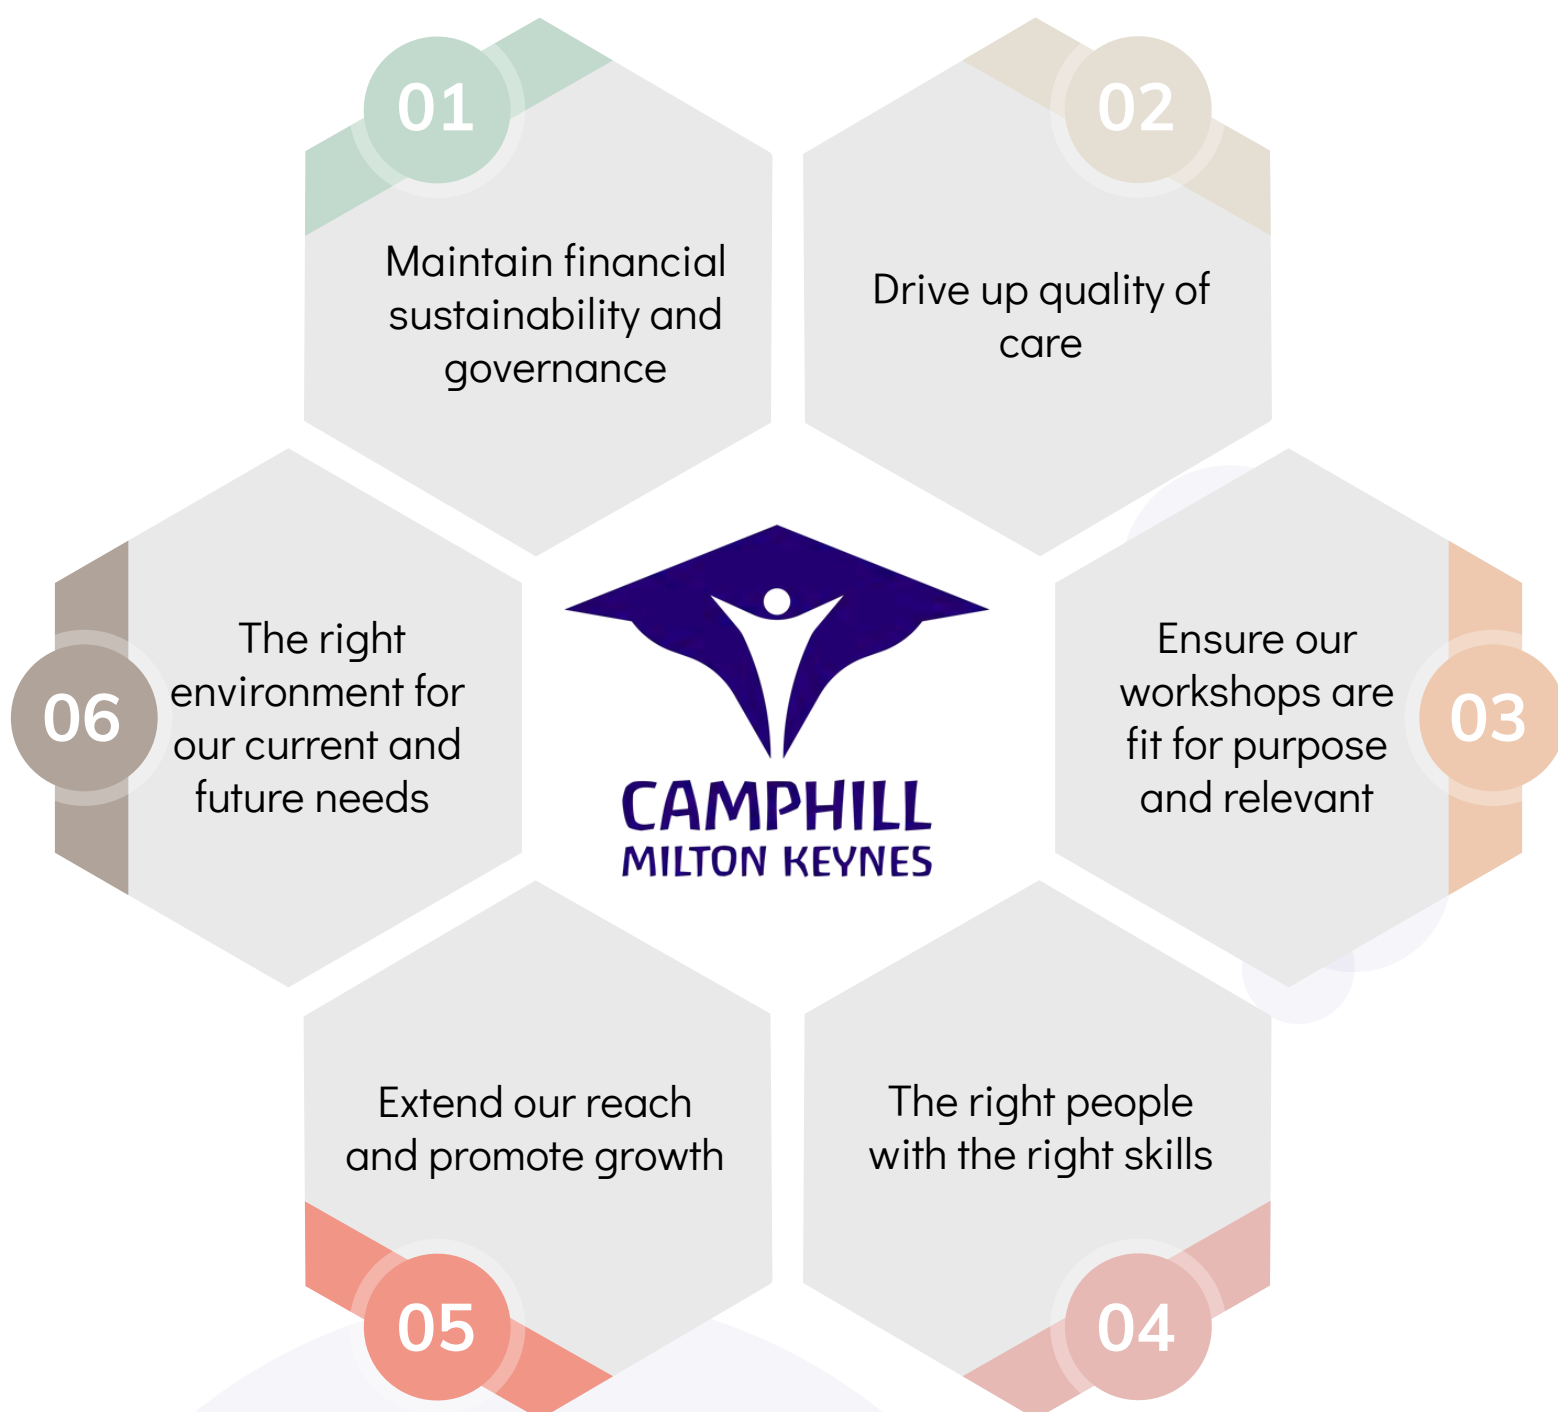 01
Maintain financial
sustainability and
governance
02
Drive up quality of
care
03
Ensure our
workshops are
fit for purpose
and relevant
04
The right people
with the right skills
05
Extend our reach
and promote growth
06
The right
environment for
our current and
future needs
CAMPHILL
MILTON KEYNES